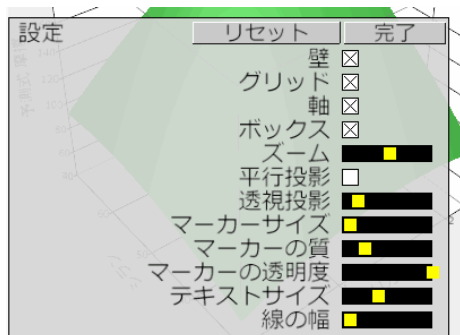 設定 リセット 完了
壁
グリッド
軸
ボックス
ズーム
平行投影
透視投影
マーカーサイズ
マーカーの質
マーカーの透明度
テキストサイズ
線の幅